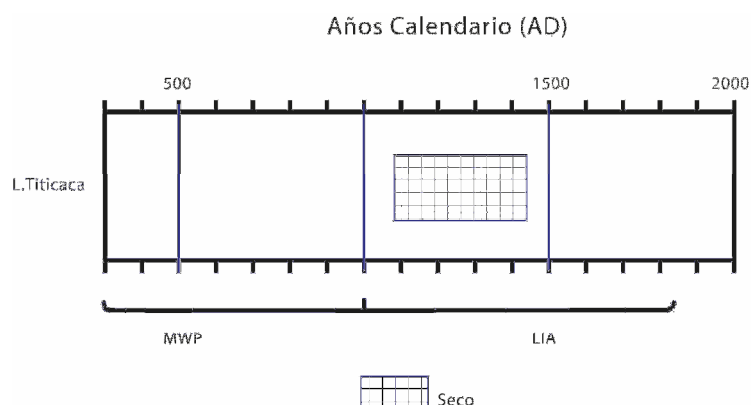 Años Calendario (AD)
500 1500 2000
L.Titicaca
MWP LIA
Seco